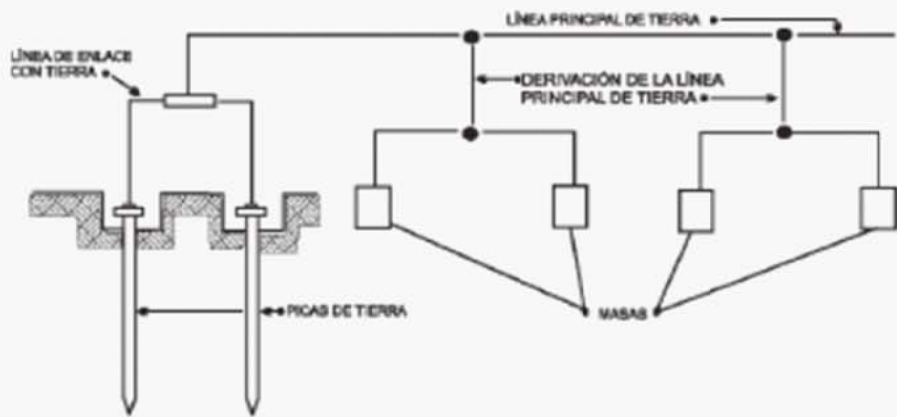 LÍNEA PRINCIPAL DE TIERRA
LÍNEA DE ENLACE
CON TIERRA
DERIVACIÓN DE LA LÍNEA
PRINCIPAL DE TIERRA
PICAS DE TIERRA
MASAS